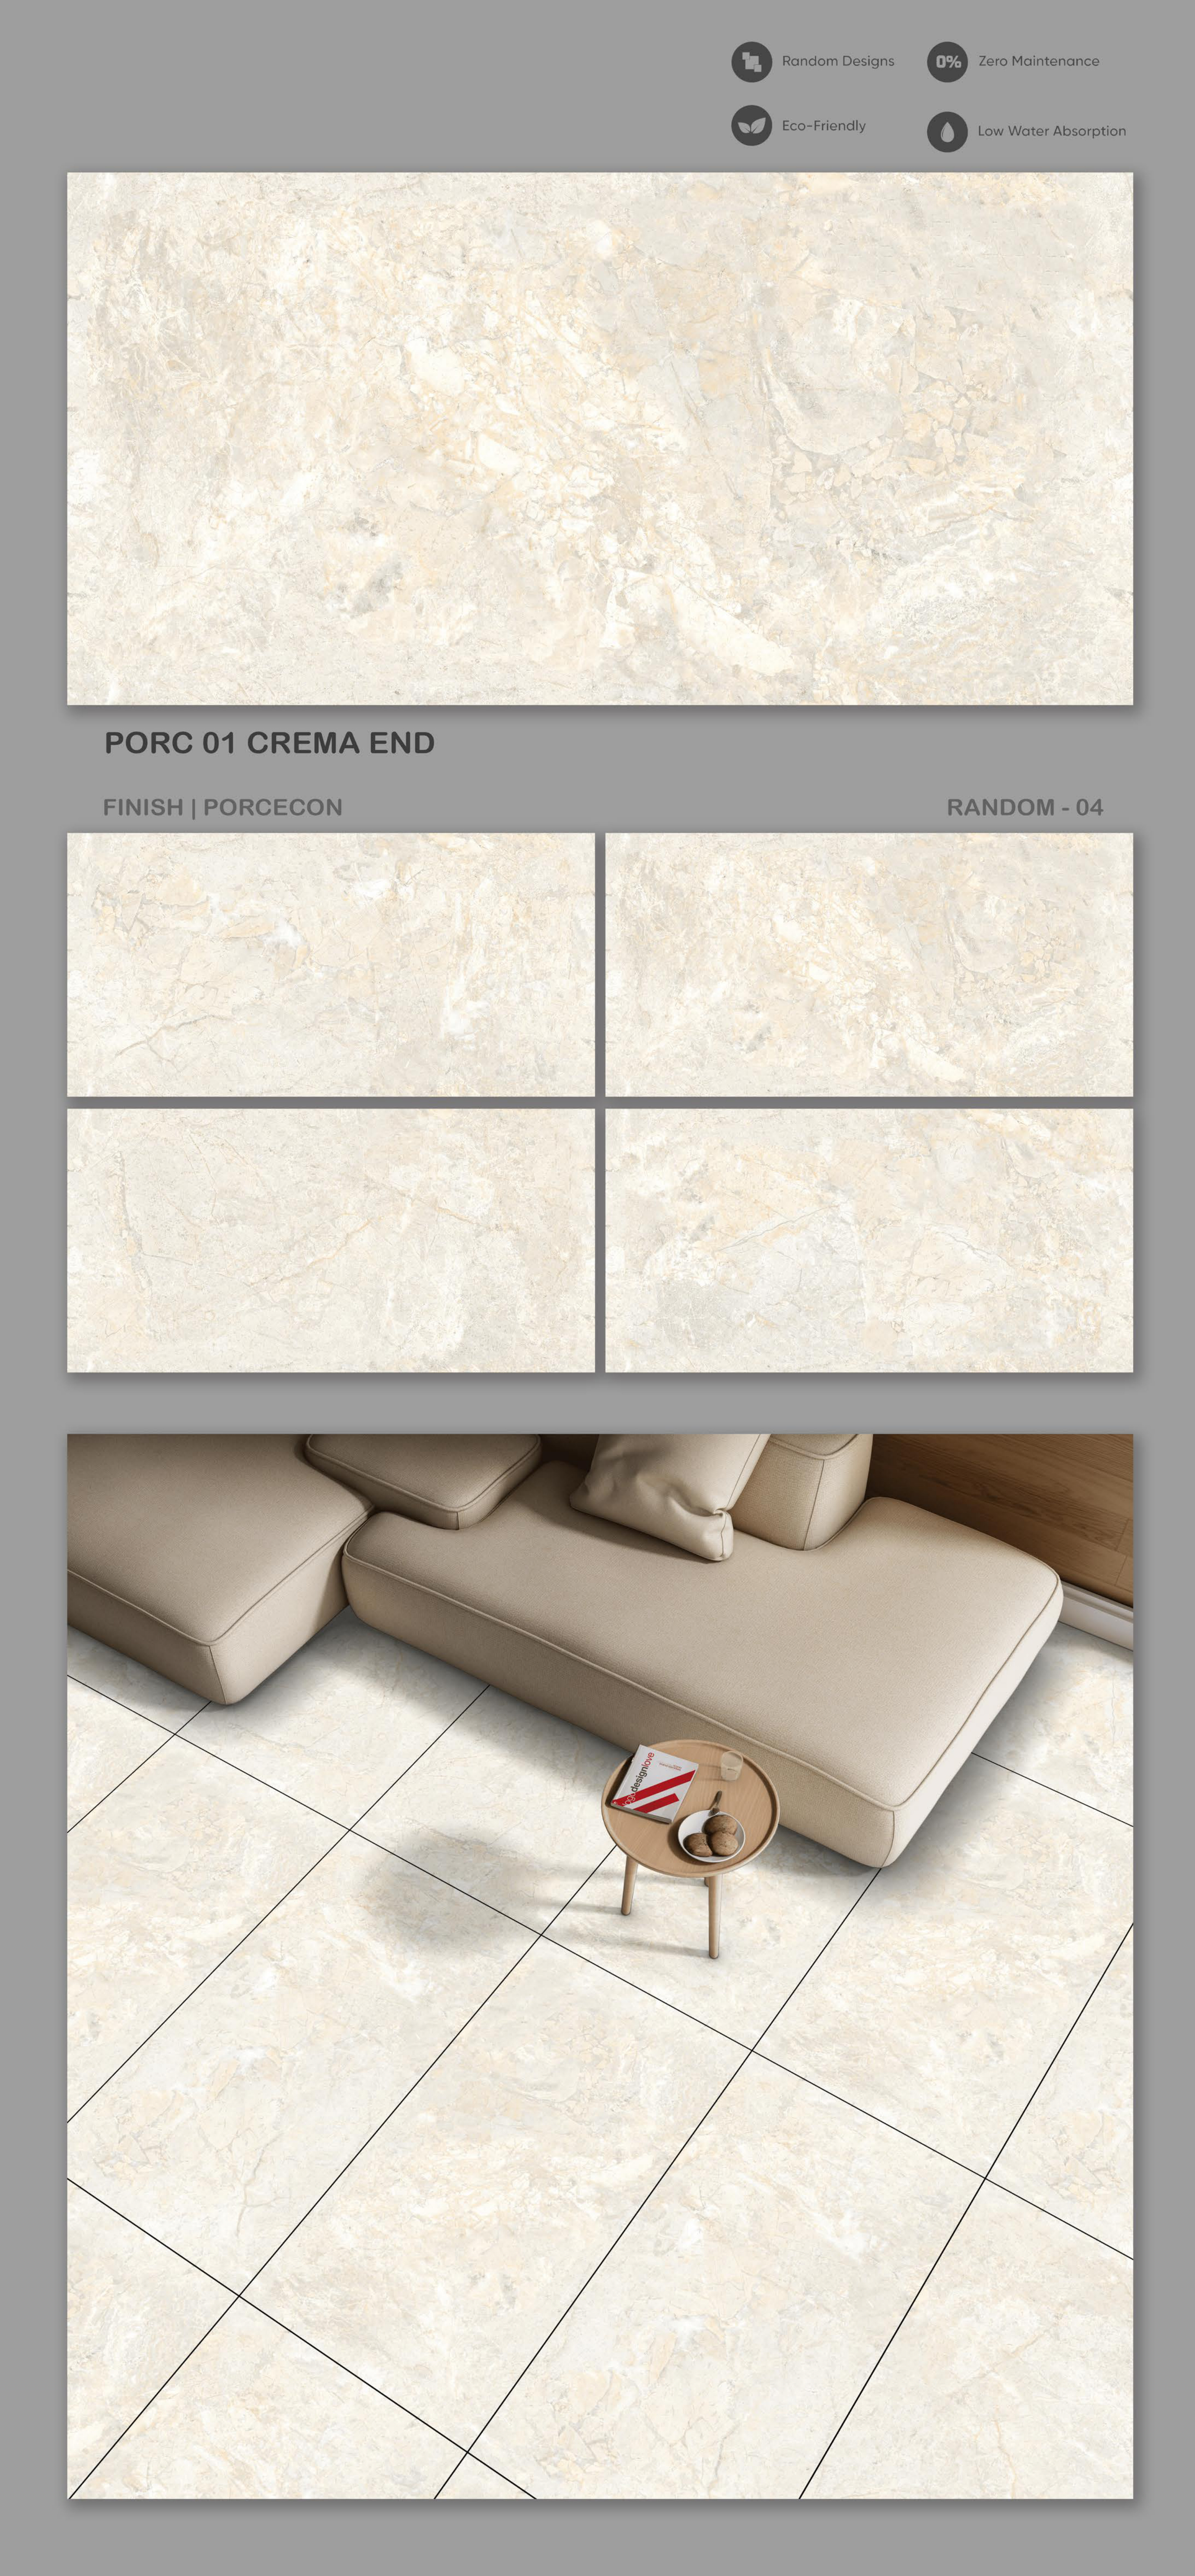 Random Designs
0% Zero Maintenance
Eco-Friendly
Low Water Absorption
PORC 01 CREMA END
FINISH | PORCECON
RANDOM - 04
designlove